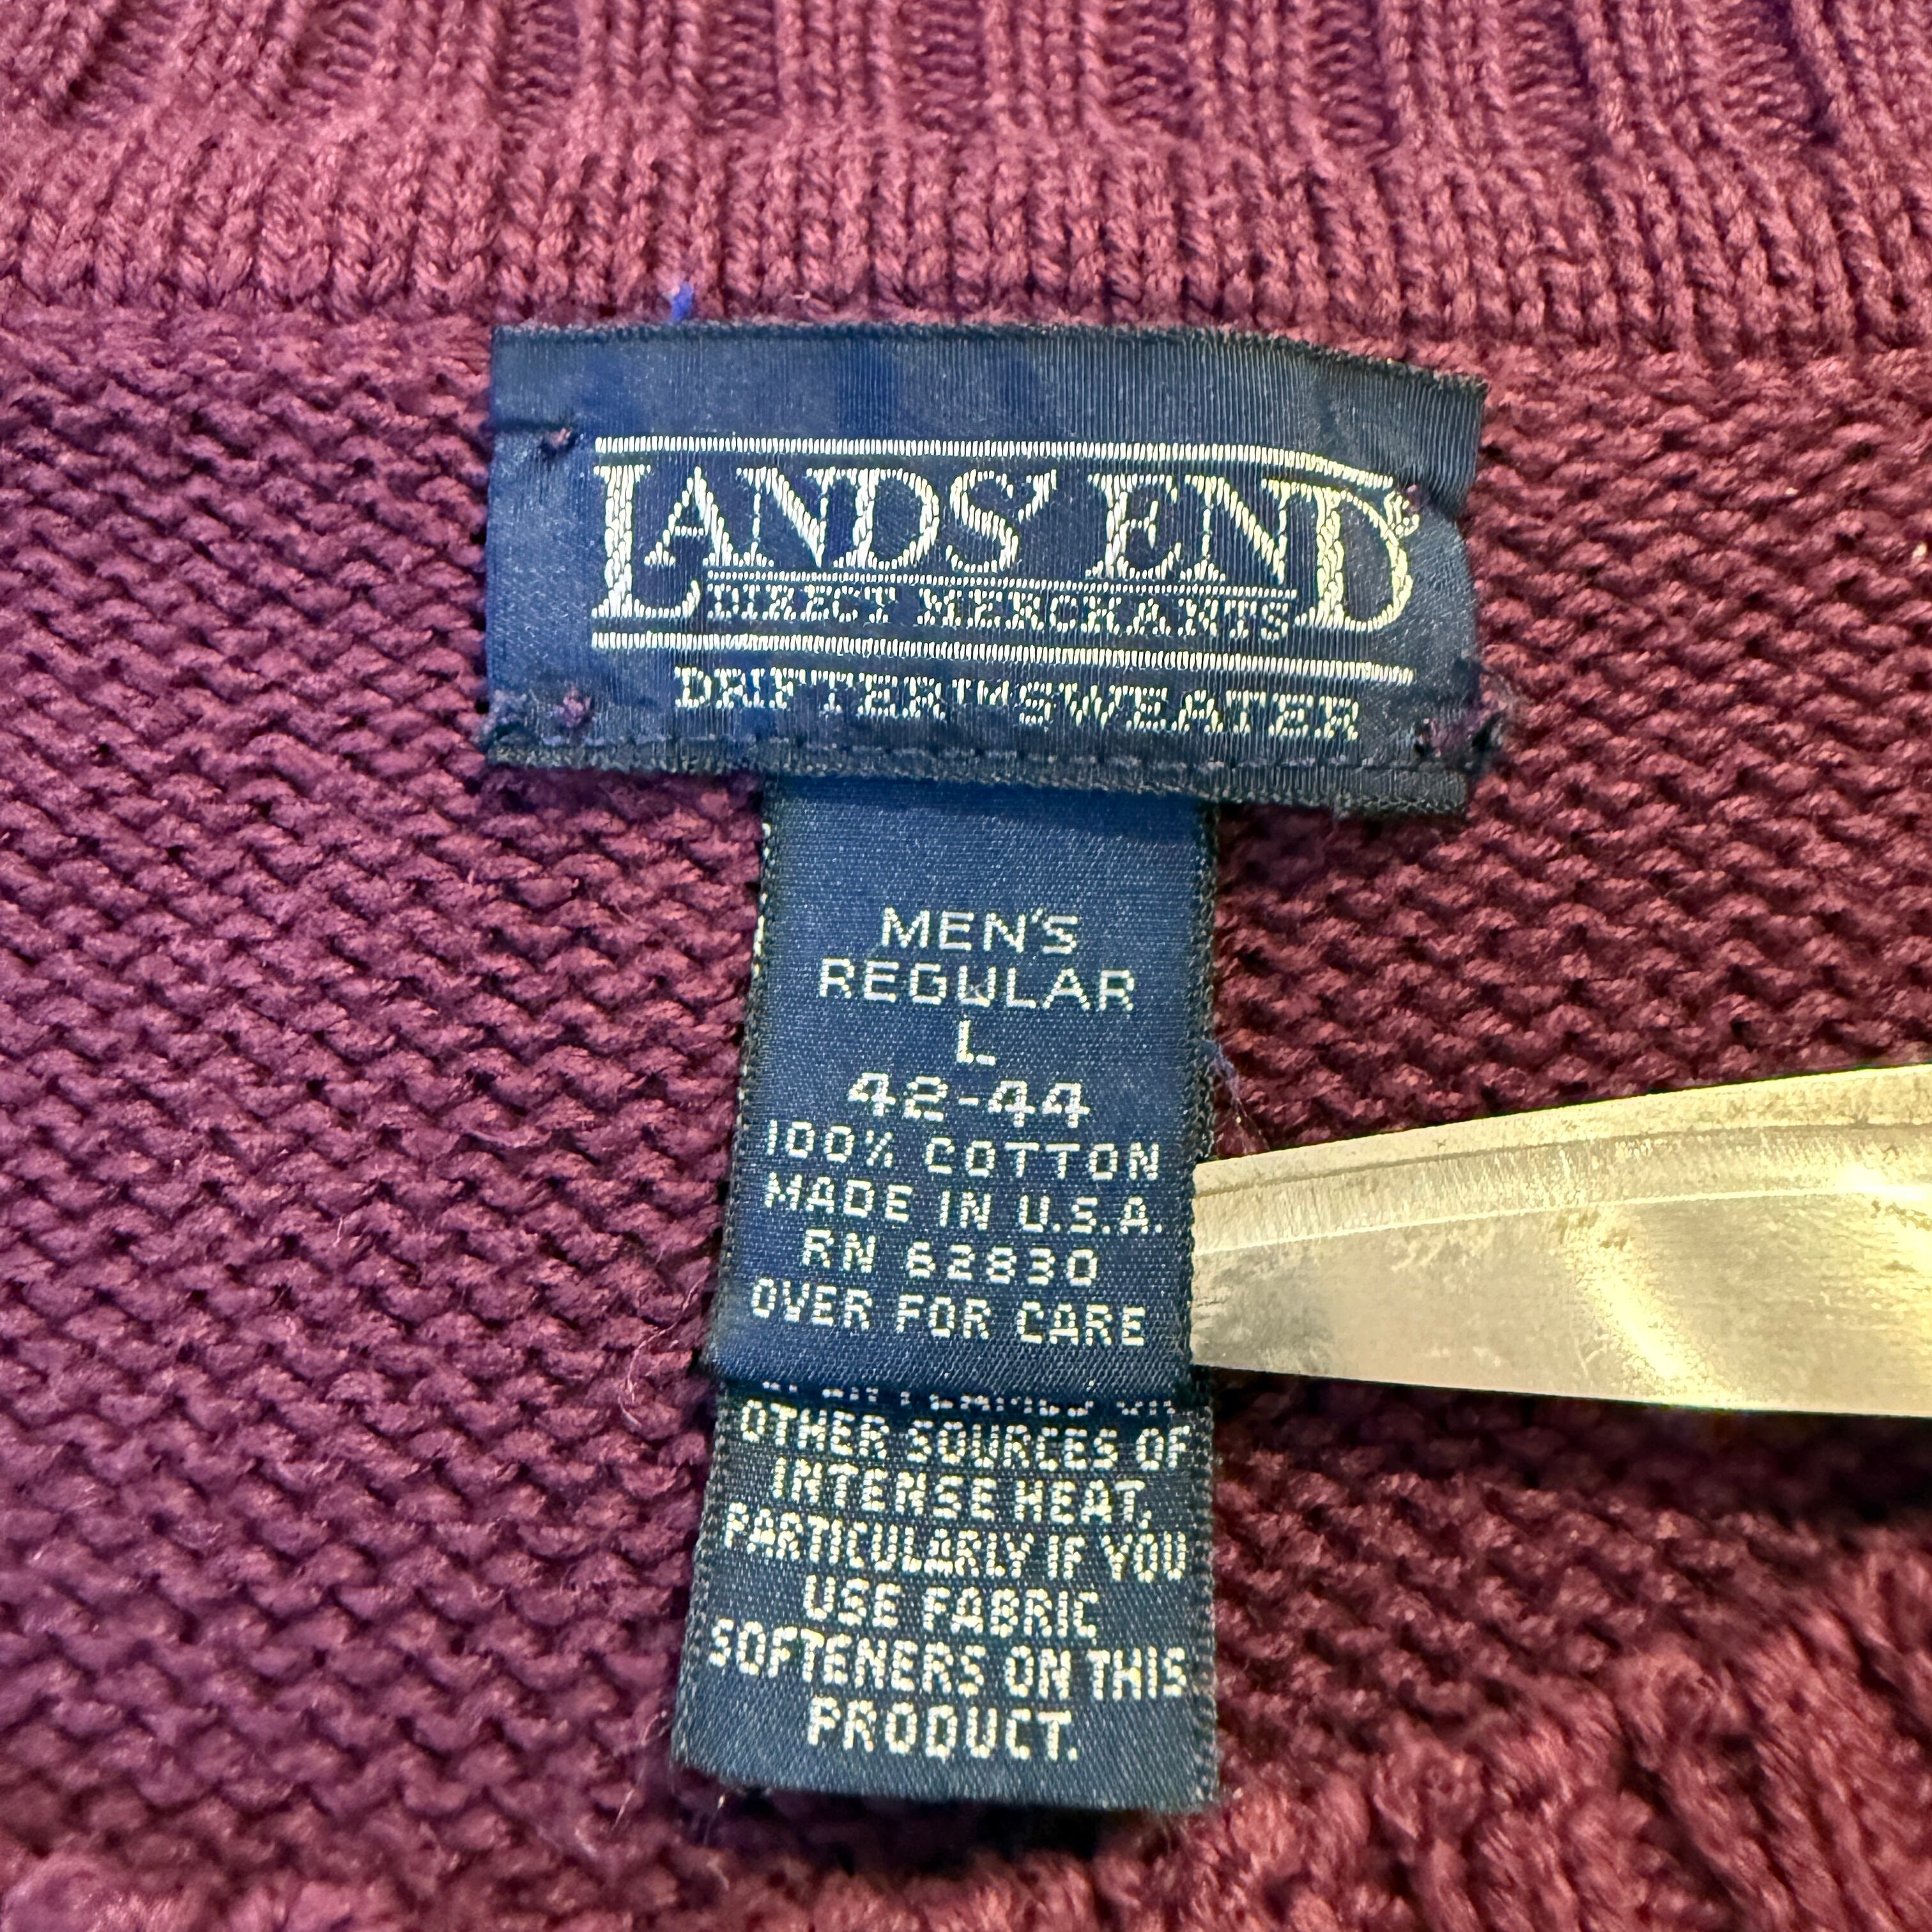 LANDS' END®
DIRECT MERCHANTS
DRIFTER™ SWEATER
MEN'S
REGULAR
L
42-44
100% COTTON
MADE IN U.S.A.
RN 62830
OVER FOR CARE
OTHER SOURCES OF
INTENSE HEAT,
PARTICULARLY IF YOU
USE FABRIC
SOFTENERS ON THIS
PRODUCT.